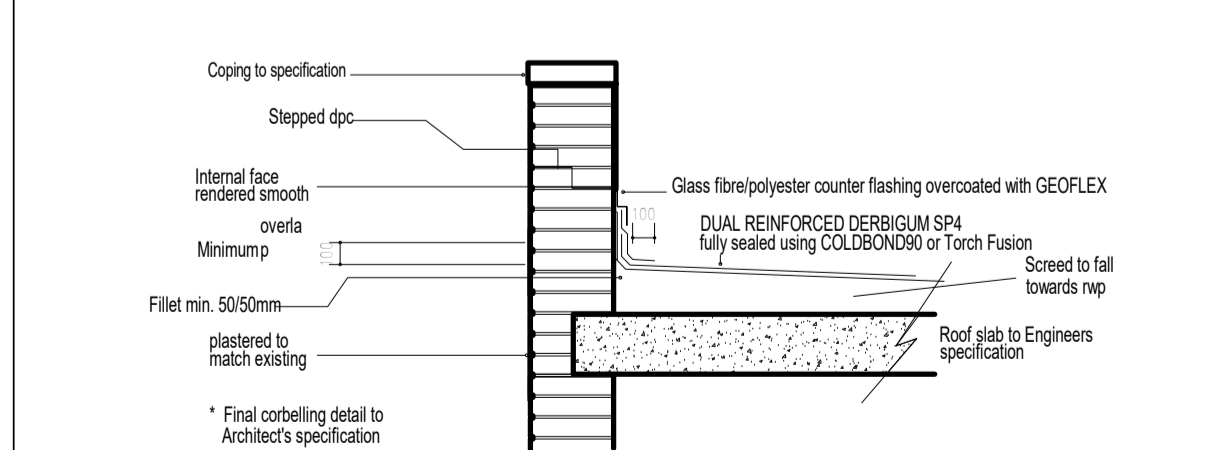 Coping to specification
Stepped dpc
Internal face
rendered smooth
overla
Minimum p
100
Fillet min. 50/50mm
plastered to
match existing
* Final corbelling detail to
Architect's specification
Glass fibre/polyester counter flashing overcoated with GEOFLEX
100
DUAL REINFORCED DERBIGUM SP4
fully sealed using COLDBOND90 or Torch Fusion
Screed to fall
towards rwp
Roof slab to Engineers
specification